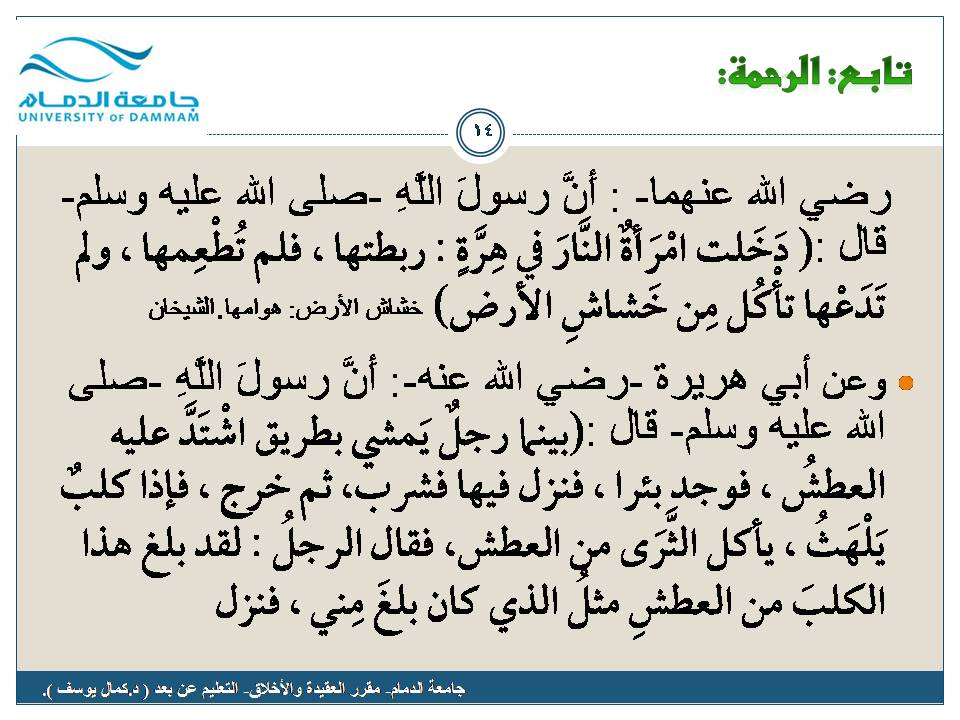 تابع: الرحمة:
جامعة الدمام
UNIVERSITY OF DAMMAM
١٤
رضي الله عنهما- : أنَّ رسولَ اللَّهِ -صلى الله عليه وسلم-
قال :( دَخَلت امْرَأةٌ النَّارَ في هِرَّةٍ : ربطتها ، فلم تُطْعِمها ، ولم
تَدَعْها تأْكُل مِن خَشاشِ الأرض) خشاش الأرض: هوامها.الشيخان
وعن أبي هريرة -رضي الله عنه-: أَنَّ رسولَ اللَّهِ -صلى
الله عليه وسلم- قال :(بينما رجلٌ يَمشي بطريق اشْتَدَّ عليه
العطشُ ، فوجد بئرا ، فنزل فيها فشرب، ثم خرج ، فإذا كلبٌ
يَلْهَثُ ، يأكل الثَّرَى من العطش، فقال الرجلُ : لقد بلغ هذا
الكلبَ من العطشِ مثلُ الذي كان بلغَ مِني ، فنزل
جامعة الدمام- مقرر العقيدة والأخلاق- التعليم عن بعد ( د.كمال يوسف ).